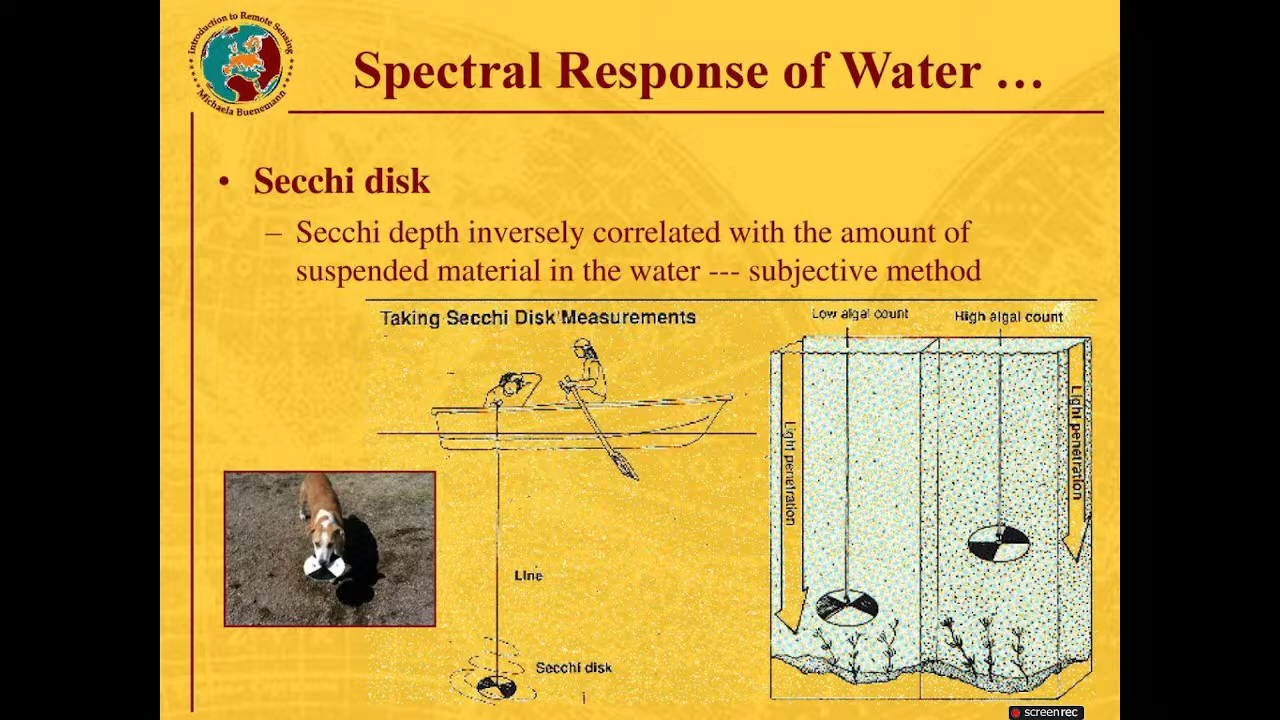 Introduction to Remote Sensing
Michaela Buenemann
Spectral Response of Water …
• Secchi disk
– Secchi depth inversely correlated with the amount of
suspended material in the water --- subjective method
Taking Secchi Disk Measurements
Line
Secchi disk
Low algal count
High algal count
Light penetration
Light penetration
screenrec